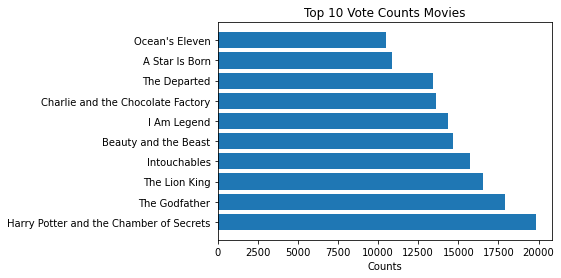 Top 10 Vote Counts Movies
Ocean's Eleven
A Star Is Born
The Departed
Charlie and the Chocolate Factory
I Am Legend
Beauty and the Beast
Intouchables
The Lion King
The Godfather
Harry Potter and the Chamber of Secrets
0 2500 5000 7500 10000 12500 15000 17500 20000
Counts